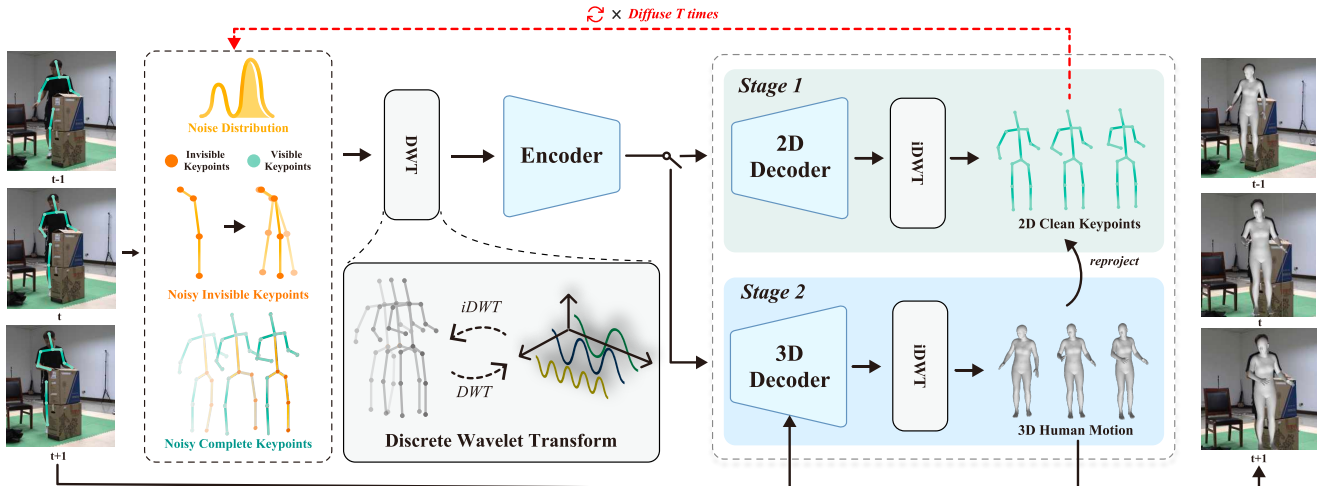 × Diffuse T times
t-1
t
t+1
Noise Distribution
Invisible
Keypoints
Visible
Keypoints
Noisy Invisible Keypoints
Noisy Complete Keypoints
DWT
Encoder
iDWT
DWT
Discrete Wavelet Transform
Stage 1
2D
Decoder
iDWT
2D Clean Keypoints
reproject
Stage 2
3D
Decoder
iDWT
3D Human Motion
t-1
t
t+1